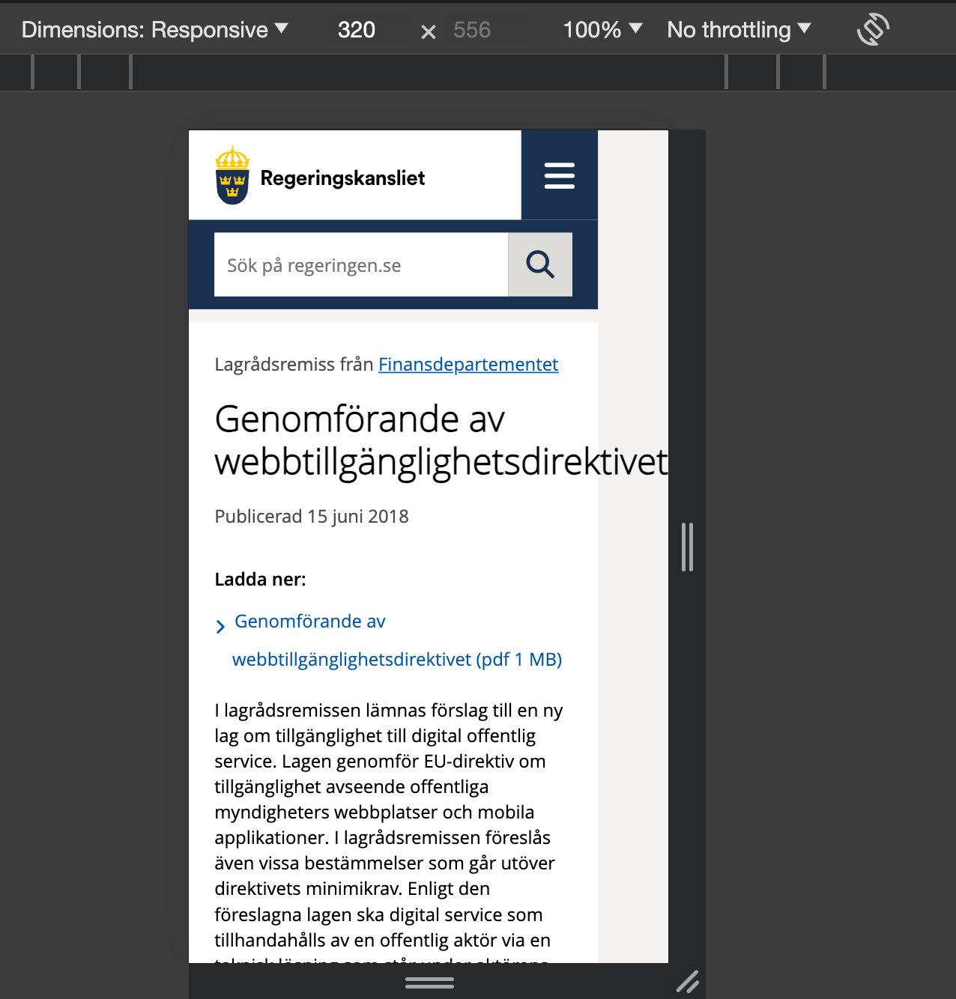 Dimensions: Responsive 320 × 556 100% No throttling
Regeringskansliet
Sök på regeringen.se
Lagrådsremiss från Finansdepartementet
Genomförande av
webbtillgänglighetsdirektivet
Publicerad 15 juni 2018
Ladda ner:
Genomförande av
webbtillgänglighetsdirektivet (pdf 1 MB)
I lagrådsremissen lämnas förslag till en ny
lag om tillgänglighet till digital offentlig
service. Lagen genomför EU-direktiv om
tillgänglighet avseende offentliga
myndigheters webbplatser och mobila
applikationer. I lagrådsremissen föreslås
även vissa bestämmelser som går utöver
direktivets minimikrav. Enligt den
föreslagna lagen ska digital service som
tillhandahålls av en offentlig aktör via en